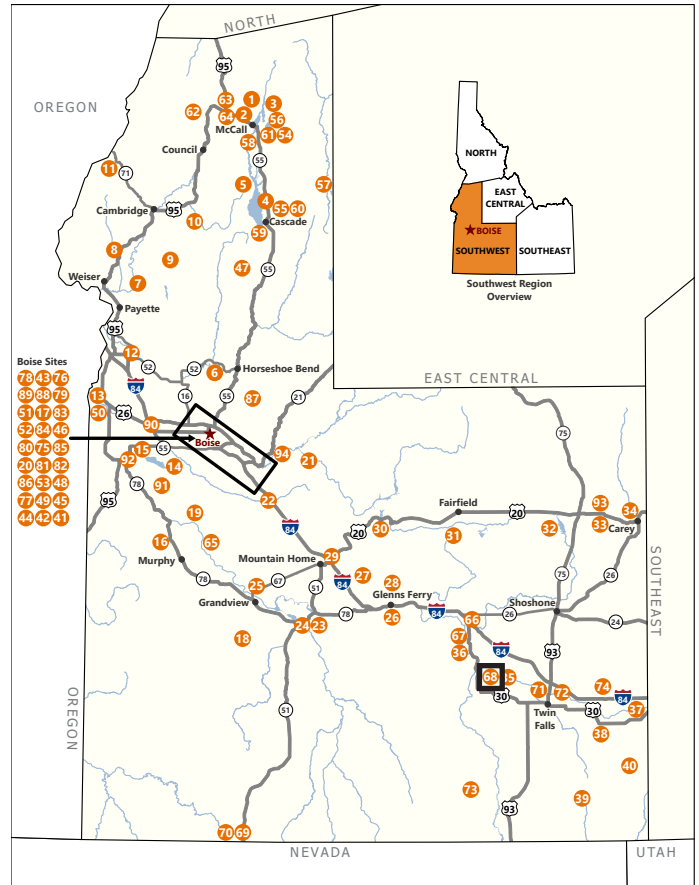 NORTH
OREGON
95
63
1
3
62
64
2
56
McCall
61
54
58
Council
55
11
71
5
57
4
55
60
Cambridge
95
10
Cascade
59
8
9
47
55
Weiser
7
Payette
95
12
52
52
6
Horseshoe Bend
84
16
55
87
21
13
50
26
90
Boise
15
55
94
21
92
14
78
91
22
95
19
84
16
65
Murphy
Boise Sites
78 43 76
89 88 79
51 17 83
52 84 46
80 75 85
20 81 82
86 53 48
77 49 45
44 42 41
NORTH
EAST
CENTRAL
BOISE
SOUTHWEST
SOUTHEAST
Southwest Region
Overview
EAST CENTRAL
75
Fairfield
20
93
34
20
30
31
32
33
Carey
Mountain Home
29
78
67
51
84
27
28
75
26
Grandview
25
Glenns Ferry
Shoshone
24
23
78
26
84
66
26
24
18
67
36
84
93
68
35
30
71
72
74
84
37
Twin
Falls
30
38
51
40
73
39
93
70
69
SOUTHEAST
OREGON
NEVADA
UTAH